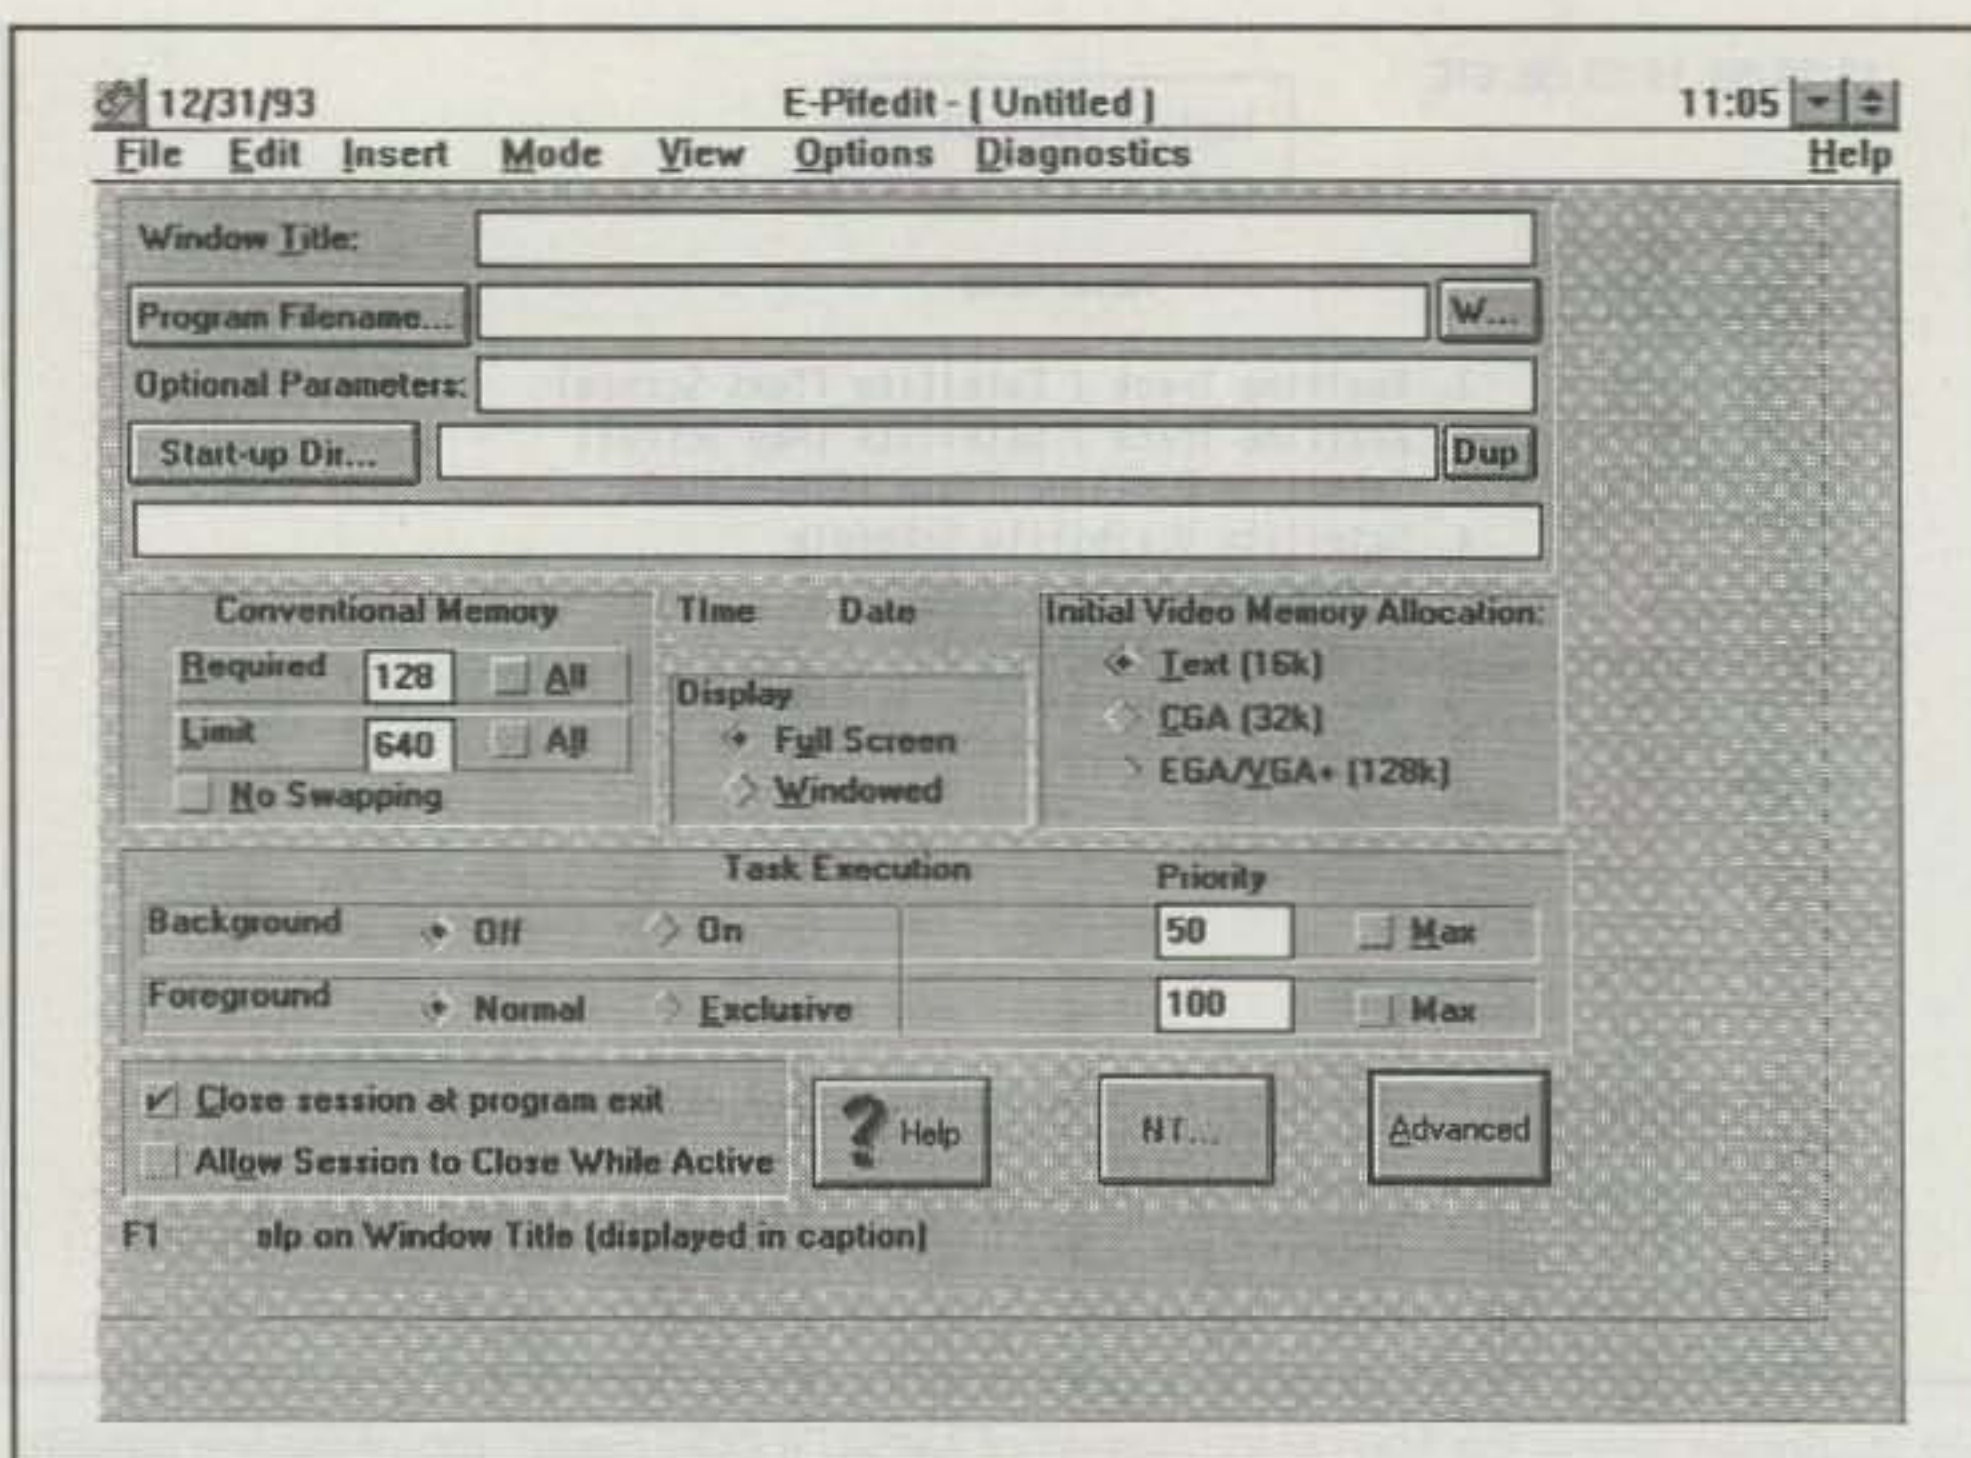 12/31/93 E-Pifedit - [ Untitled ] 11:05
File Edit Insert Mode View Options Diagnostics Help
Window Title:
Program Filename... W...
Optional Parameters:
Start-up Dir... Dup
Conventional Memory
Required 128 All
Limit 640 All
No Swapping
TIme Date
Display
Full Screen
Windowed
Initial Video Memory Allocation:
Text (16k)
CGA (32k)
EGA/VGA+ (128k)
Task Execution Priority
Background Off On 50 Max
Foreground Normal Exclusive 100 Max
Close session at program exit
Allow Session to Close While Active
? Help NT... Advanced
F1 elp on Window Title (displayed in caption)